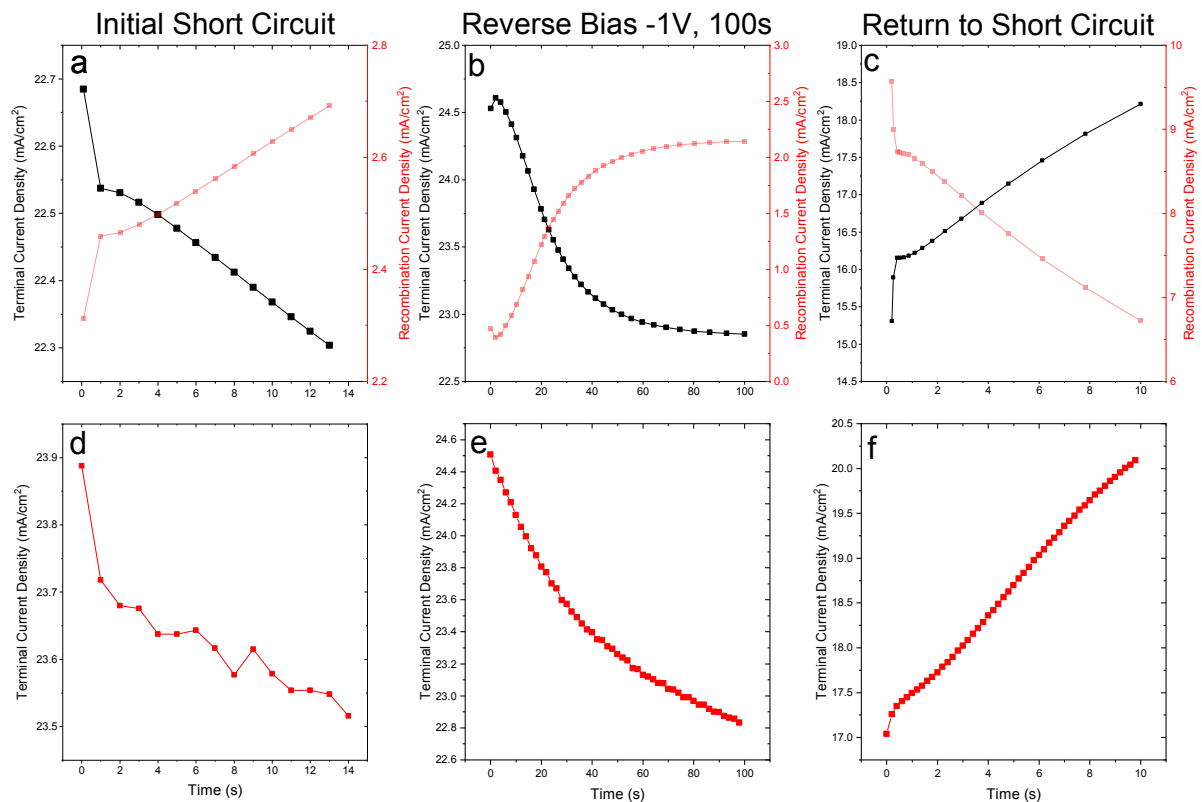 Initial Short Circuit
Reverse Bias -1V, 100s
Return to Short Circuit
a
Terminal Current Density (mA/cm²)
22.7
22.6
22.5
22.4
22.3
0 2 4 6 8 10 12 14
2.8
2.6
2.4
2.2
Recombination Current Density (mA/cm²)
b
Terminal Current Density (mA/cm²)
25.0
24.5
24.0
23.5
23.0
22.5
0 20 40 60 80 100
3.0
2.5
2.0
1.5
1.0
0.5
0.0
Recombination Current Density (mA/cm²)
c
Terminal Current Density (mA/cm²)
19.0
18.5
18.0
17.5
17.0
16.5
16.0
15.5
15.0
14.5
0 2 4 6 8 10
10
9
8
7
6
Recombination Current Density (mA/cm²)
d
Terminal Current Density (mA/cm²)
23.9
23.8
23.7
23.6
23.5
0 2 4 6 8 10 12 14
Time (s)
e
Terminal Current Density (mA/cm²)
24.6
24.4
24.2
24.0
23.8
23.6
23.4
23.2
23.0
22.8
22.6
0 20 40 60 80 100
Time (s)
f
Terminal Current Density (mA/cm²)
20.5
20.0
19.5
19.0
18.5
18.0
17.5
17.0
0 2 4 6 8 10
Time (s)